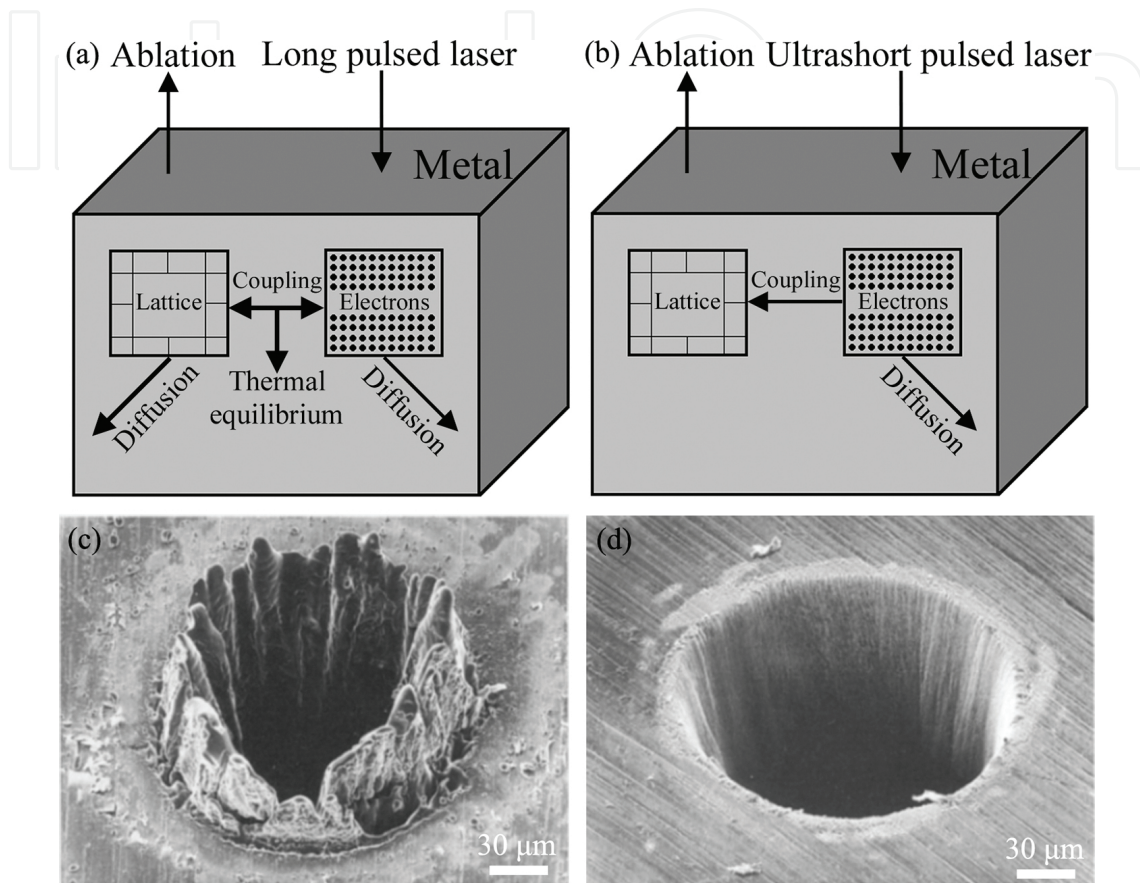 (a) Ablation Long pulsed laser
(b) Ablation Ultrashort pulsed laser
Metal
Metal
Lattice
Coupling
Electrons
Thermal
equilibrium
Diffusion
Diffusion
Lattice
Coupling
Electrons
Diffusion
(c)
30 μm
(d)
30 μm